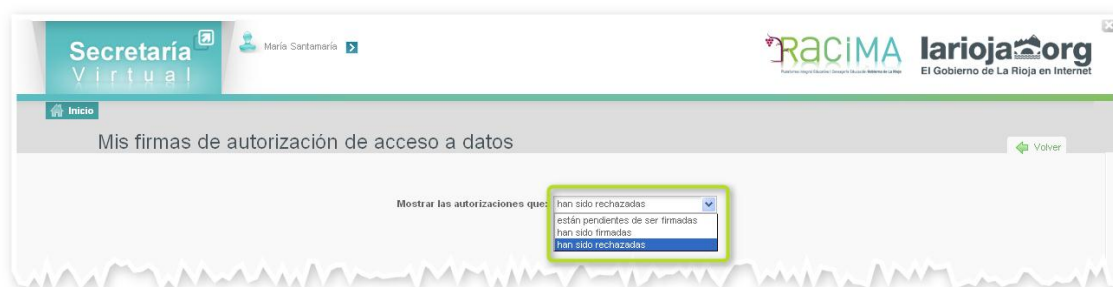 Secretaría
Virtual
María Santamaría
RACIMA
larioja.org
El Gobierno de La Rioja en Internet
Inicio
Mis firmas de autorización de acceso a datos
Volver
Mostrar las autorizaciones que:
han sido rechazadas
están pendientes de ser firmadas
han sido firmadas
han sido rechazadas